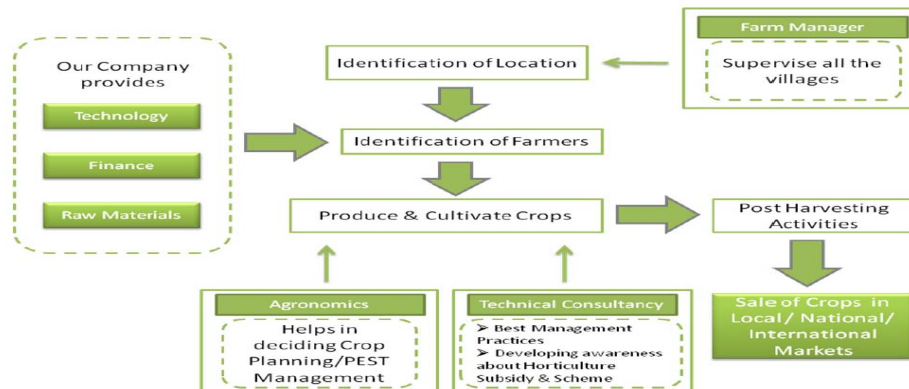 Our Company
provides
Technology
Finance
Raw Materials
Identification of Location
Identification of Farmers
Produce & Cultivate Crops
Farm Manager
Supervise all the
villages
Post Harvesting
Activities
Sale of Crops in
Local/ National/
International
Markets
Agronomics
Helps in
deciding Crop
Planning/PEST
Management
Technical Consultancy
➢ Best Management
Practices
➢ Developing awareness
about Horticulture
Subsidy & Scheme